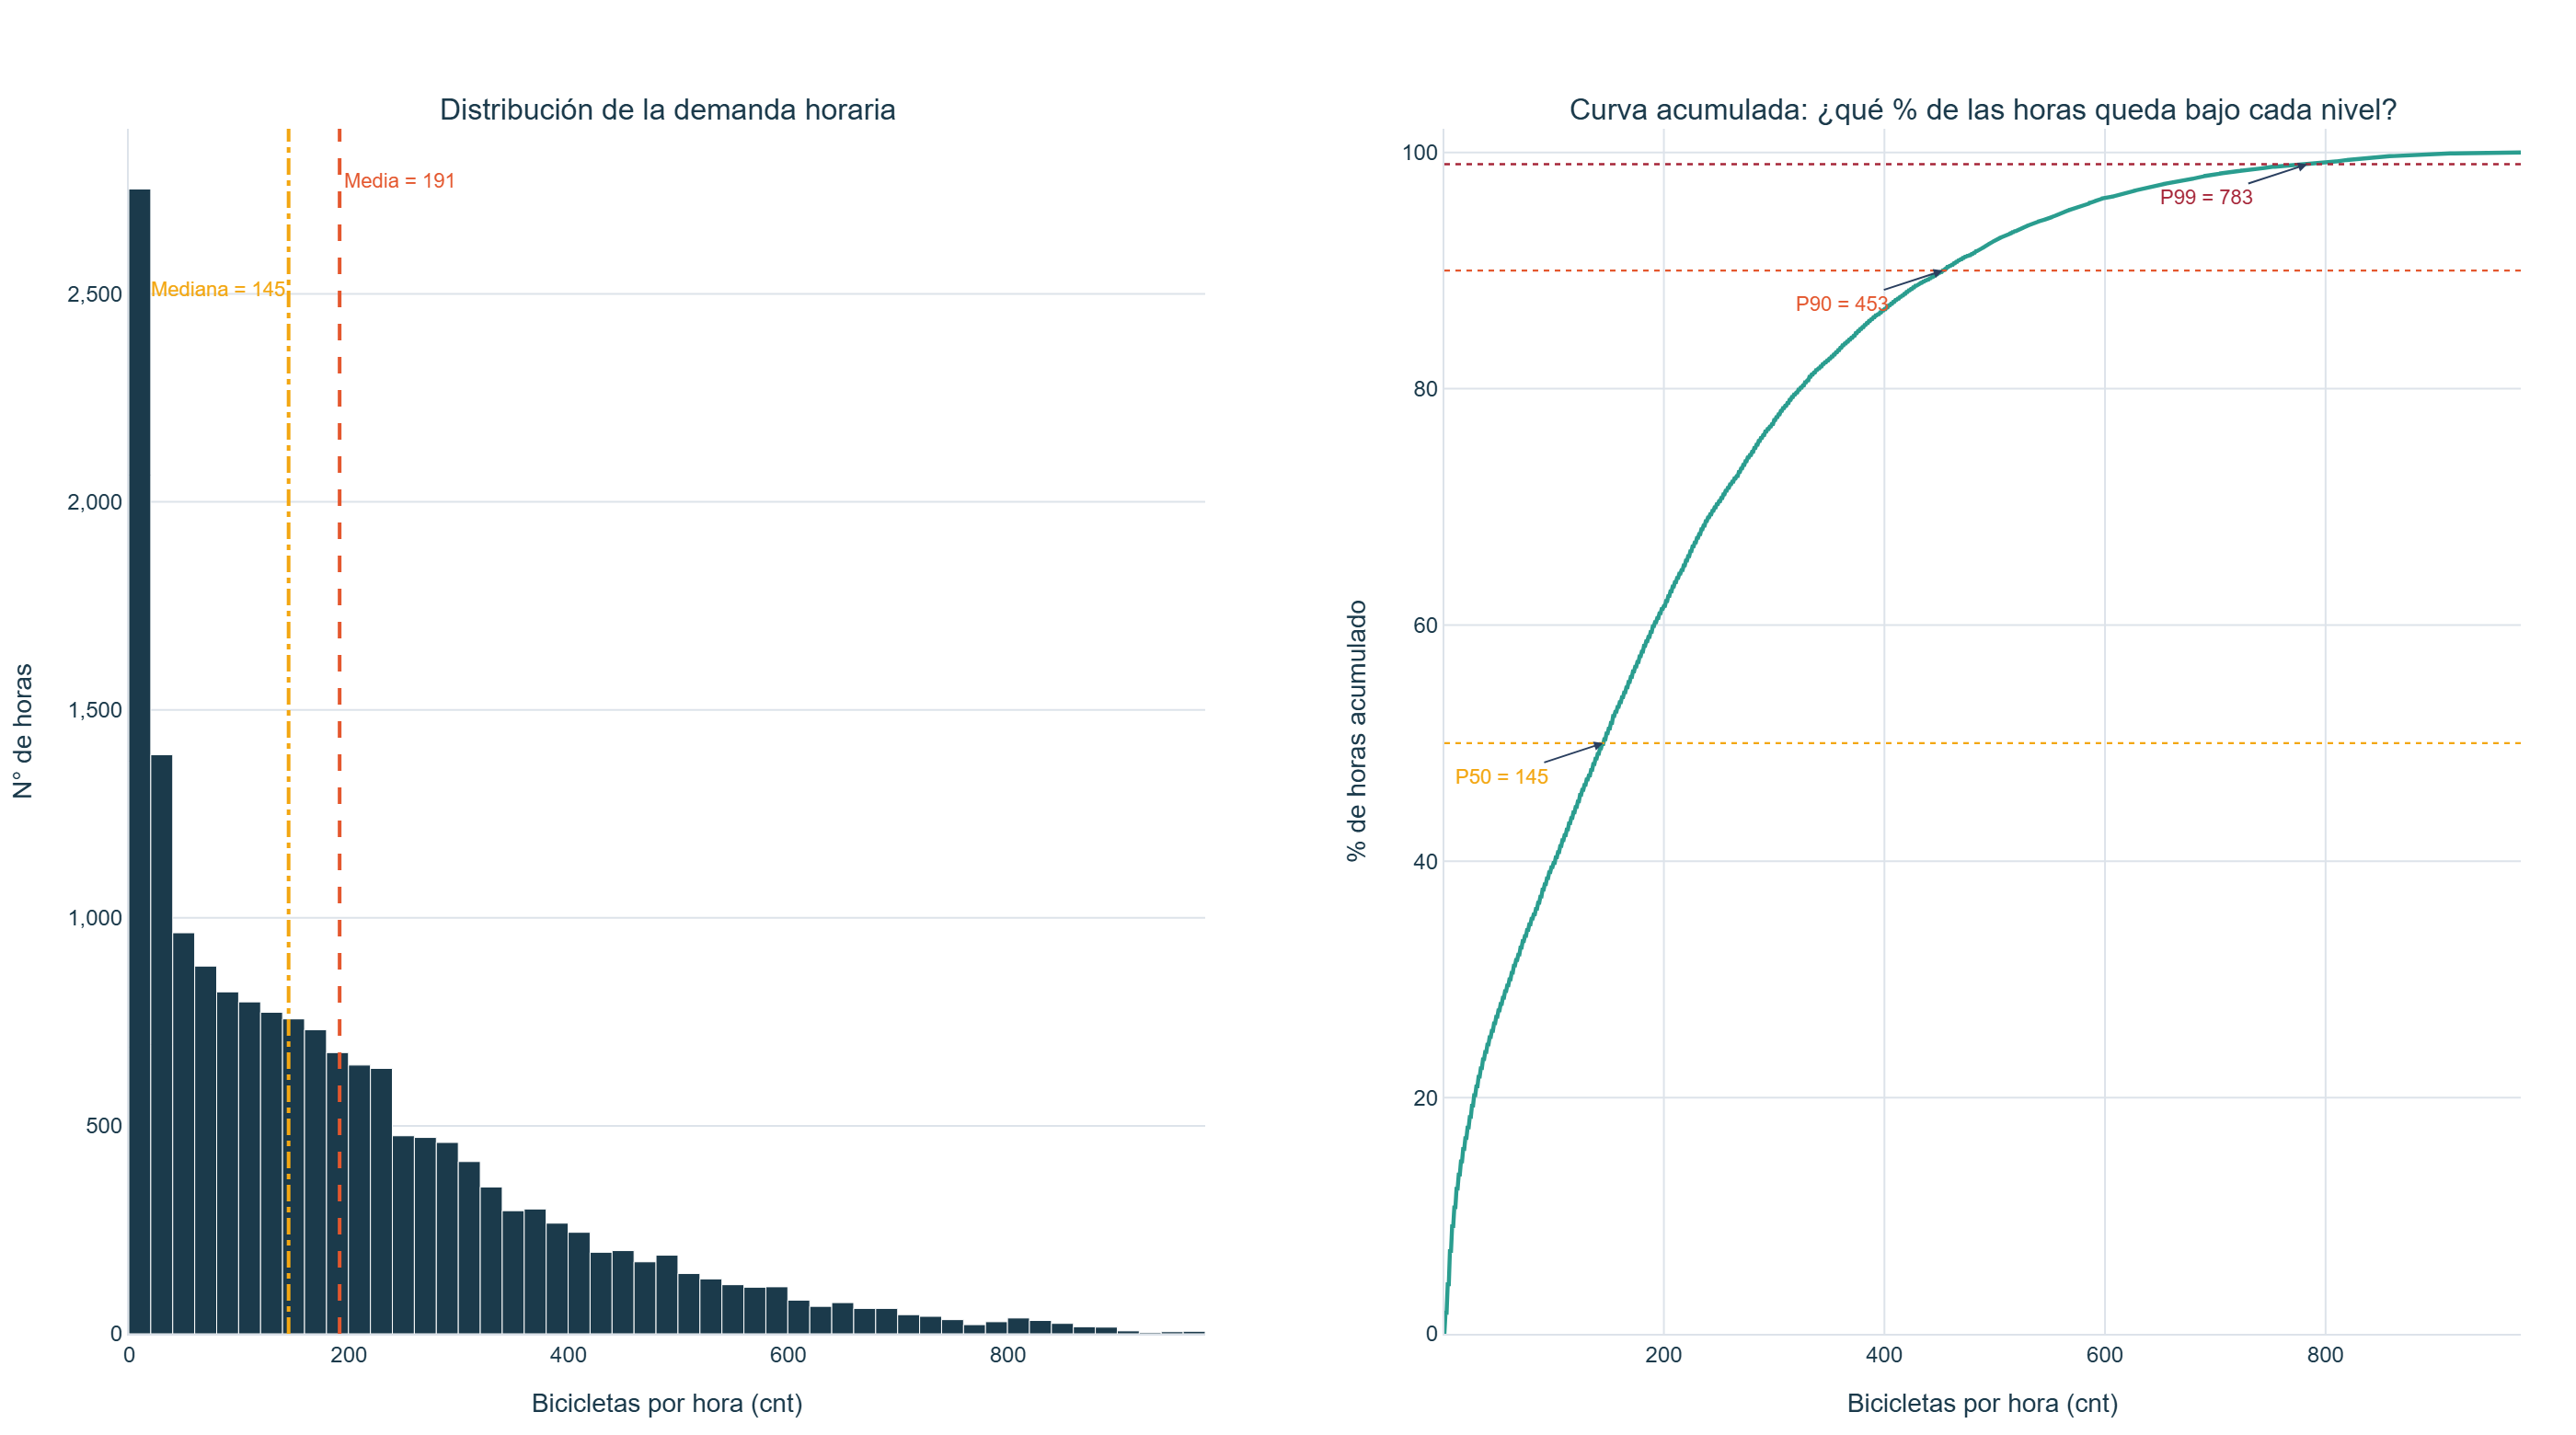 Distribución de la demanda horaria
Media = 191
Mediana = 145
2,500
2,000
1,500
1,000
500
0
N° de horas
0 200 400 600 800
Bicicletas por hora (cnt)
Curva acumulada: ¿qué % de las horas queda bajo cada nivel?
100
80
60
40
20
0
% de horas acumulado
P99 = 783
P90 = 453
P50 = 145
200 400 600 800
Bicicletas por hora (cnt)